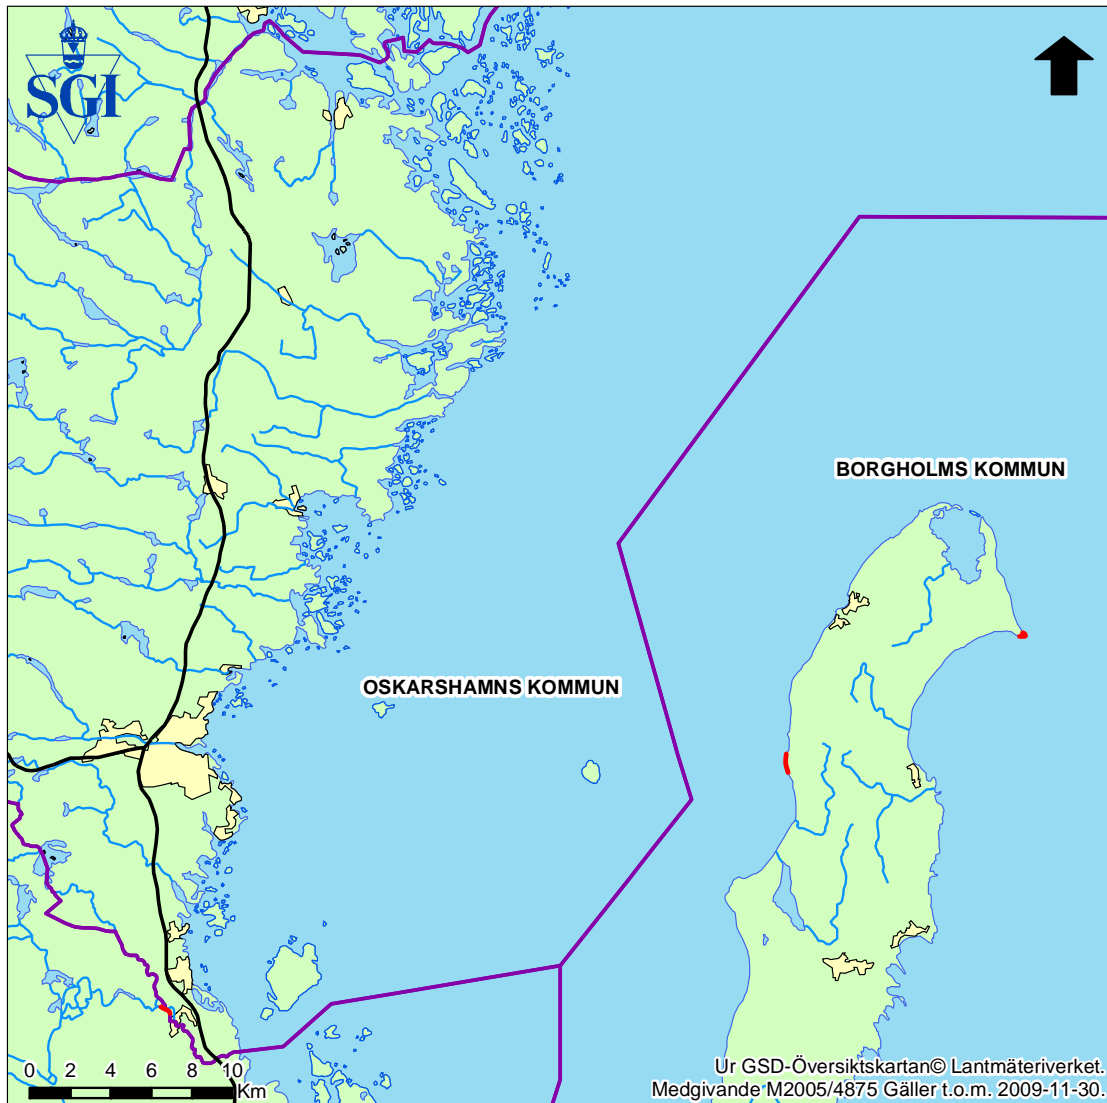 SGI
BORGHOLMS KOMMUN
OSKARSHAMNS KOMMUN
0 2 4 6 8 10
Km
Ur GSD-Översiktskartan© Lantmäteriverket.
Medgivande M2005/4875 Gäller t.o.m. 2009-11-30.